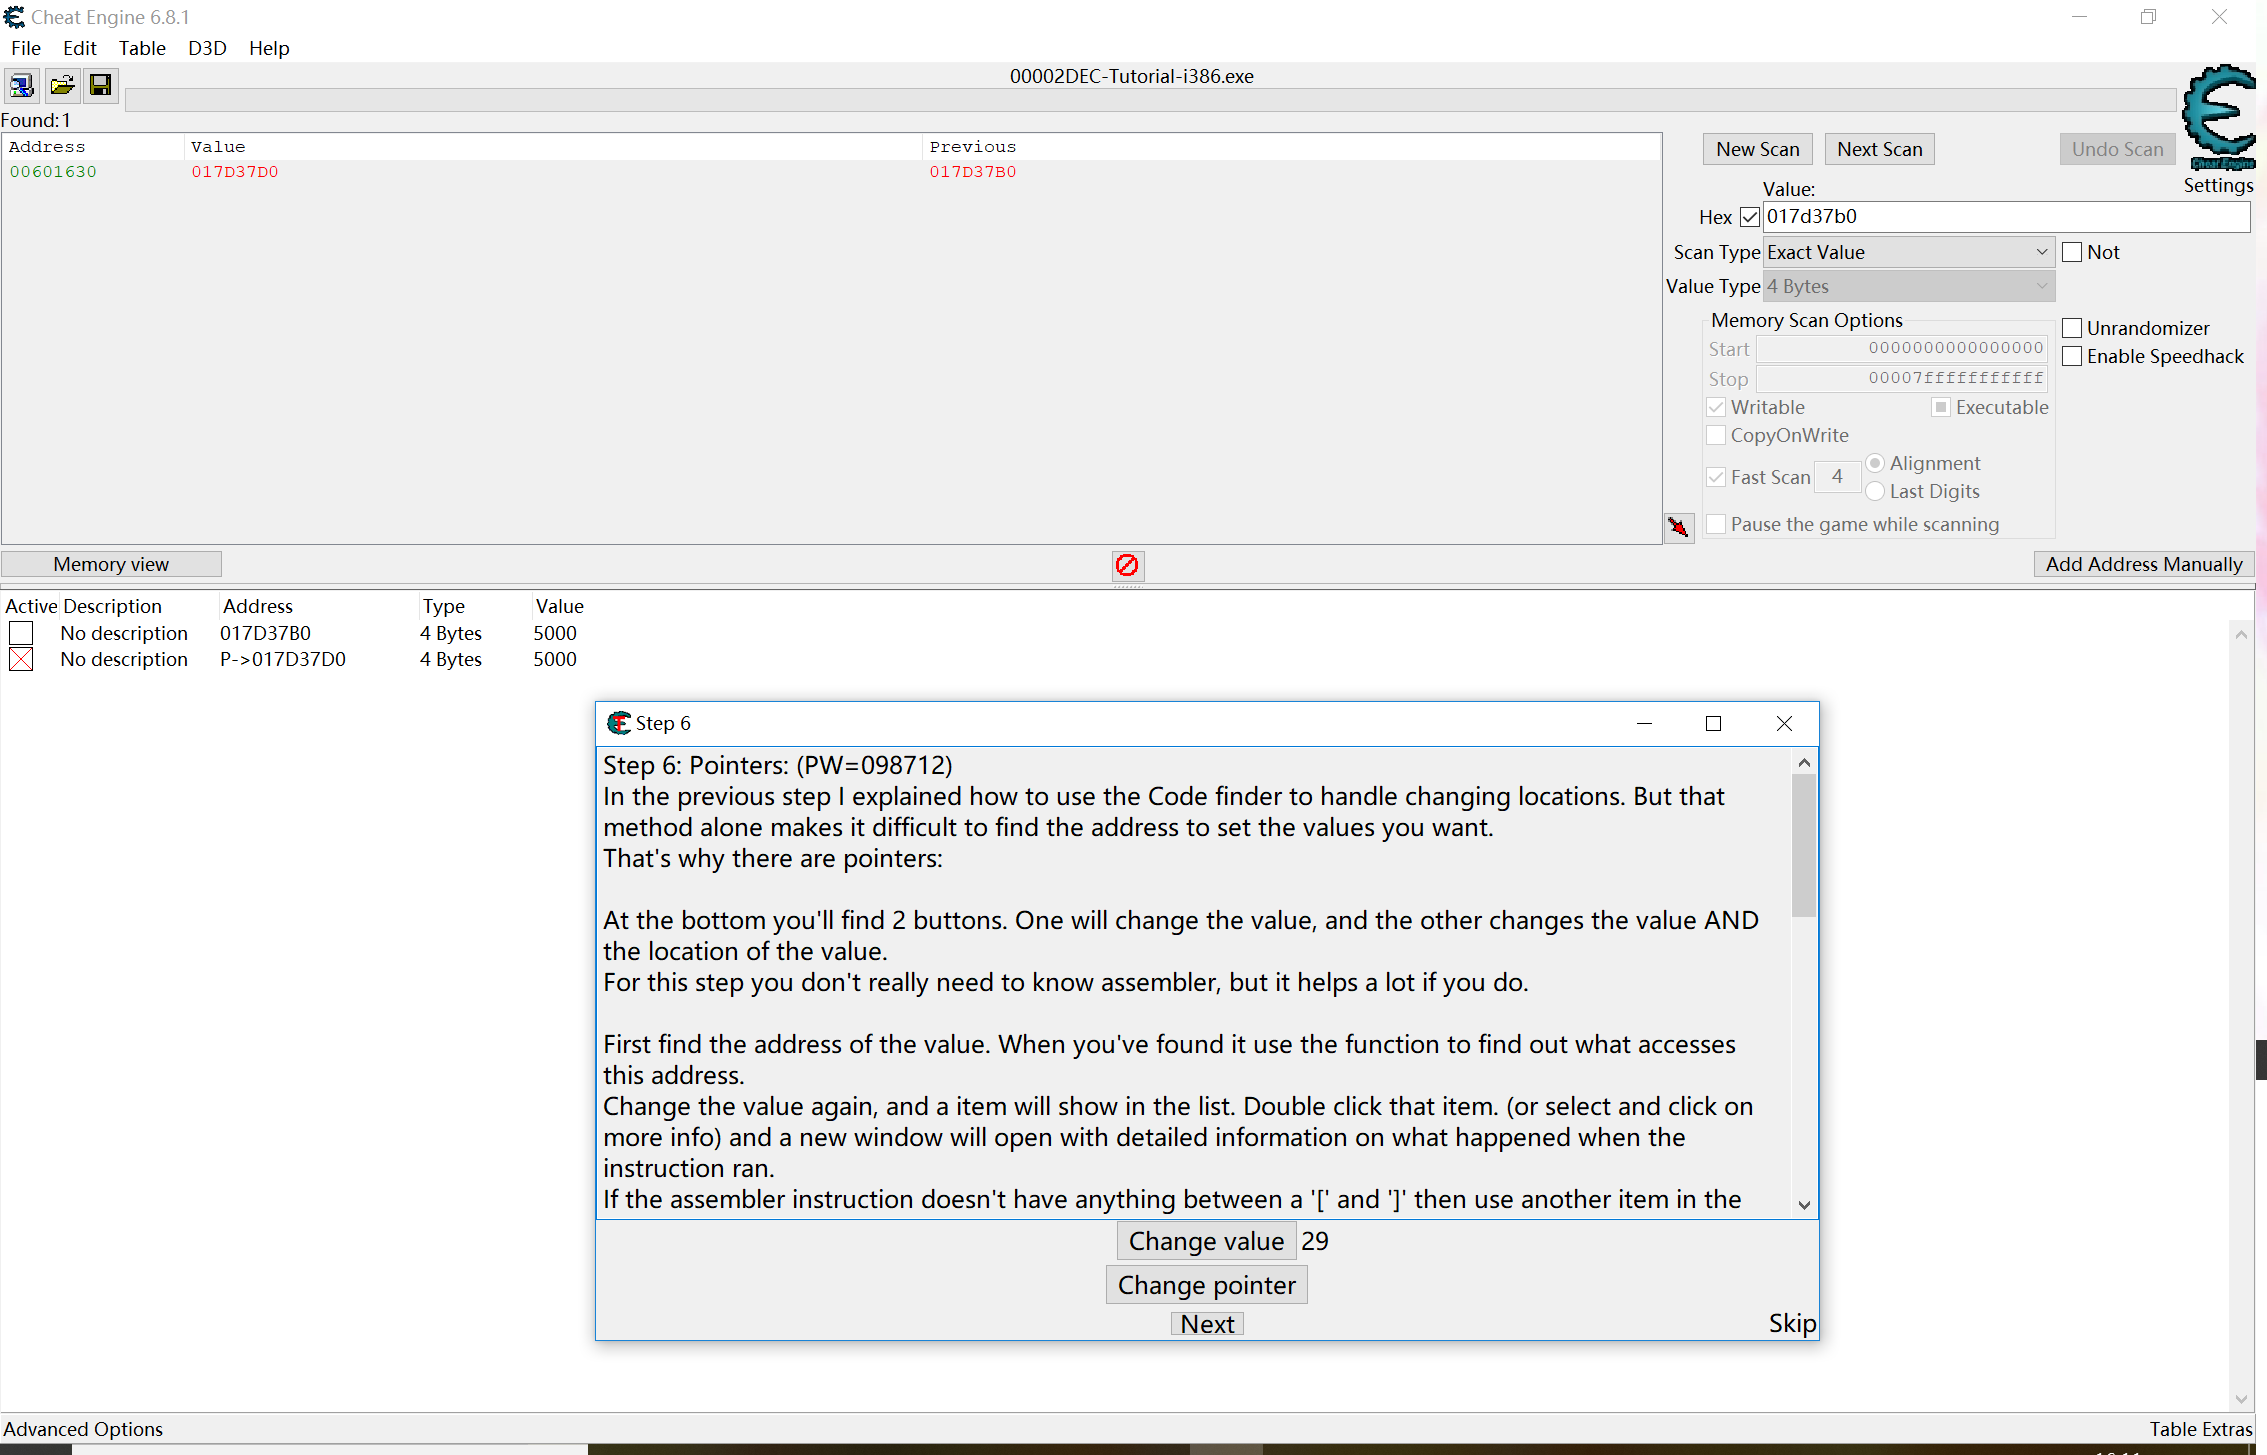 Cheat Engine 6.8.1
File Edit Table D3D Help
00002DEC-Tutorial-i386.exe
Found: 1
Address Value Previous
00601630 017D37D0 017D37B0
New Scan Next Scan Undo Scan
Cheat Engine
Settings
Value:
Hex 017d37b0
Scan Type Exact Value Not
Value Type 4 Bytes
Memory Scan Options
Unrandomizer
Start 0000000000000000
Enable Speedhack
Stop 00007fffffffffff
Writable Executable
CopyOnWrite
Fast Scan 4 Alignment
Last Digits
Pause the game while scanning
Memory view Add Address Manually
Active Description Address Type Value
No description 017D37B0 4 Bytes 5000
No description P->017D37D0 4 Bytes 5000
Step 6
Step 6: Pointers: (PW=098712)
In the previous step I explained how to use the Code finder to handle changing locations. But that
method alone makes it difficult to find the address to set the values you want.
That's why there are pointers:
At the bottom you'll find 2 buttons. One will change the value, and the other changes the value AND
the location of the value.
For this step you don't really need to know assembler, but it helps a lot if you do.
First find the address of the value. When you've found it use the function to find out what accesses
this address.
Change the value again, and a item will show in the list. Double click that item. (or select and click on
more info) and a new window will open with detailed information on what happened when the
instruction ran.
If the assembler instruction doesn't have anything between a '[' and ']' then use another item in the
Change value 29
Change pointer
Next
Skip
Advanced Options Table Extras